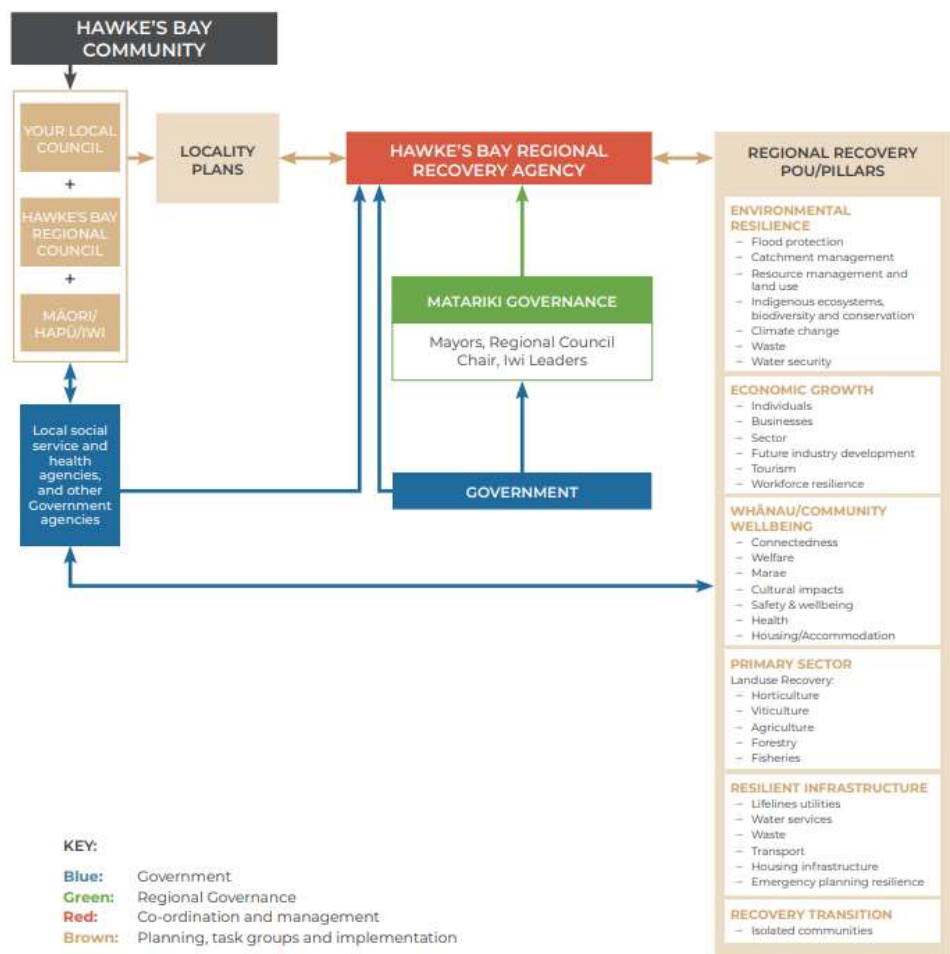 HAWKE'S BAY
COMMUNITY
YOUR LOCAL
COUNCIL
+
HAWKE'S BAY
REGIONAL
COUNCIL
+
MĀORI/
HAPŪ/IWI
Local social
service and
health
agencies,
and other
Government
agencies
LOCALITY
PLANS
HAWKE'S BAY REGIONAL
RECOVERY AGENCY
MATARIKI GOVERNANCE
Mayors, Regional Council
Chair, Iwi Leaders
GOVERNMENT
REGIONAL RECOVERY
POU/PILLARS
ENVIRONMENTAL
RESILIENCE
– Flood protection
– Catchment management
– Resource management and
land use
– Indigenous ecosystems,
biodiversity and conservation
– Climate change
– Waste
– Water security
ECONOMIC GROWTH
– Individuals
– Businesses
– Sector
– Future industry development
– Tourism
– Workforce resilience
WHĀNAU/COMMUNITY
WELLBEING
– Connectedness
– Welfare
– Marae
– Cultural impacts
– Safety & wellbeing
– Health
– Housing/Accommodation
PRIMARY SECTOR
Landuse Recovery:
– Horticulture
– Viticulture
– Agriculture
– Forestry
– Fisheries
RESILIENT INFRASTRUCTURE
– Lifelines utilities
– Water services
– Waste
– Transport
– Housing infrastructure
– Emergency planning resilience
RECOVERY TRANSITION
– Isolated communities
KEY:
Blue: Government
Green: Regional Governance
Red: Co-ordination and management
Brown: Planning, task groups and implementation